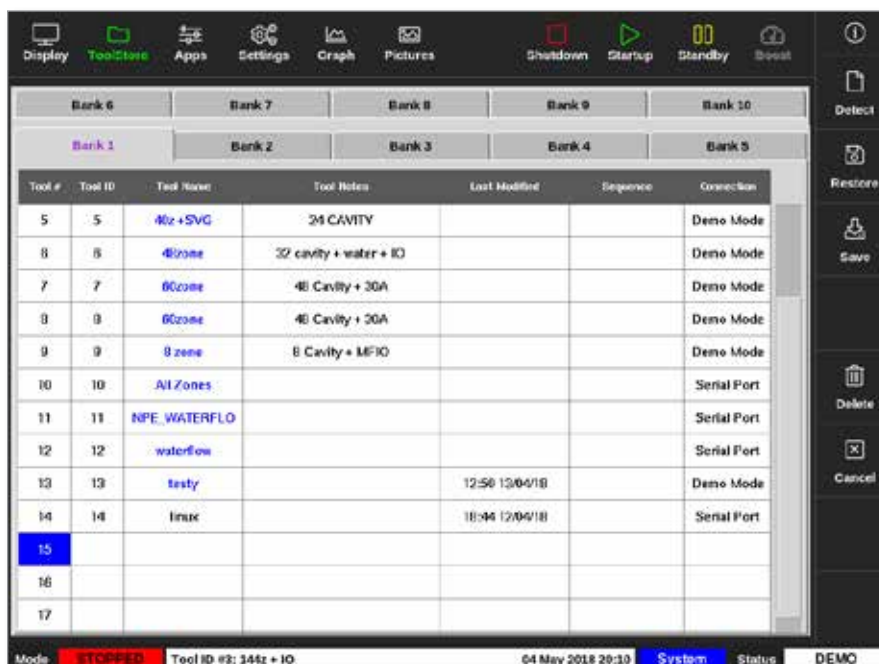 Display ToolStore Apps Settings Graph Pictures Shutdown Startup Standby Boost
Detect
Restore
Save
Delete
Cancel
Bank 6 Bank 7 Bank 8 Bank 9 Bank 10
Bank 1 Bank 2 Bank 3 Bank 4 Bank 5
Tool # Tool ID Tool Name Tool Notes Last Modified Sequence Connection
5 5 40z +SVG 24 CAVITY Demo Mode
6 6 48zone 32 cavity + water + IO Demo Mode
7 7 60zone 48 Cavity + 30A Demo Mode
8 8 60zone 48 Cavity + 30A Demo Mode
9 9 8 zone 8 Cavity + MFIO Demo Mode
10 10 All Zones Serial Port
11 11 NPE_WATERFLO Serial Port
12 12 waterflow Serial Port
13 13 testy 12:50 13/04/18 Demo Mode
14 14 linux 18:44 12/04/18 Serial Port
15
16
17
Mode STOPPED Tool ID #3: 144z + IO 04 May 2018 20:10 System Status DEMO